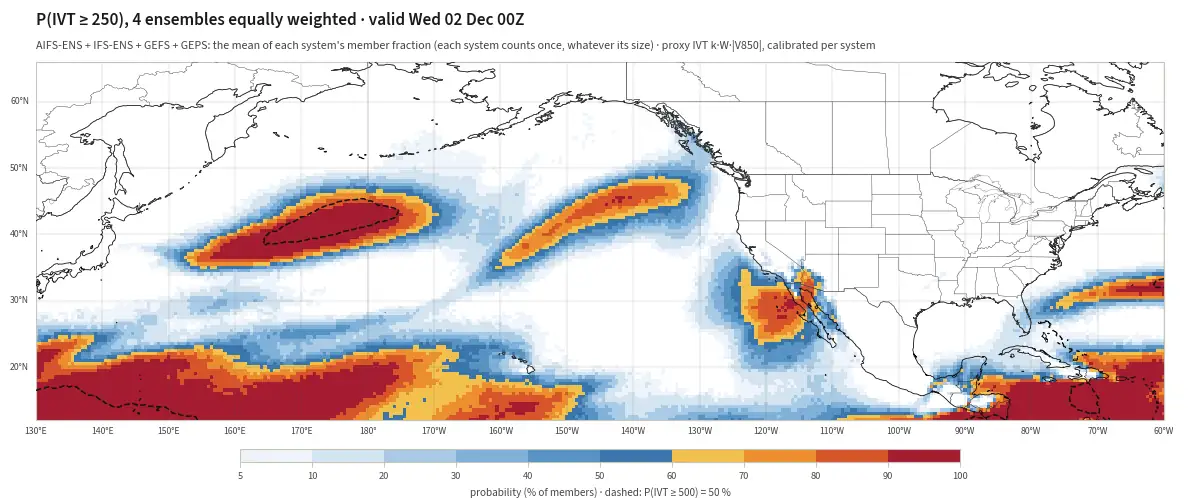 P(IVT ≥ 250), 4 ensembles equally weighted · valid Wed 02 Dec 00Z
AIFS-ENS + IFS-ENS + GEFS + GEPS: the mean of each system's member fraction (each system counts once, whatever its size) · proxy IVT k·W·|V850|, calibrated per system
60°N
50°N
40°N
30°N
20°N
130°E 140°E 150°E 160°E 170°E 180° 170°W 160°W 150°W 140°W 130°W 120°W 110°W 100°W 90°W 80°W 70°W 60°W
5 10 20 30 40 50 60 70 80 90 100
probability (% of members) · dashed: P(IVT ≥ 500) = 50 %